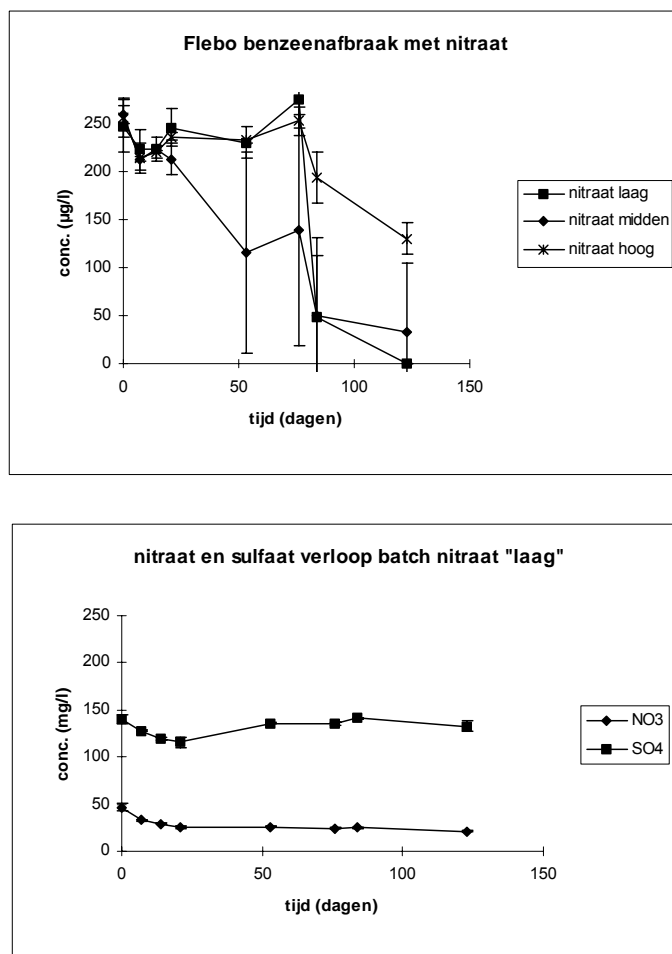 Flebo benzeenafbraak met nitraat
conc. (µg/l)
250
200
150
100
50
0
0 50 100 150
tijd (dagen)
nitraat laag
nitraat midden
nitraat hoog
nitraat en sulfaat verloop batch nitraat "laag"
conc. (mg/l)
250
200
150
100
50
0
0 50 100 150
tijd (dagen)
NO3
SO4